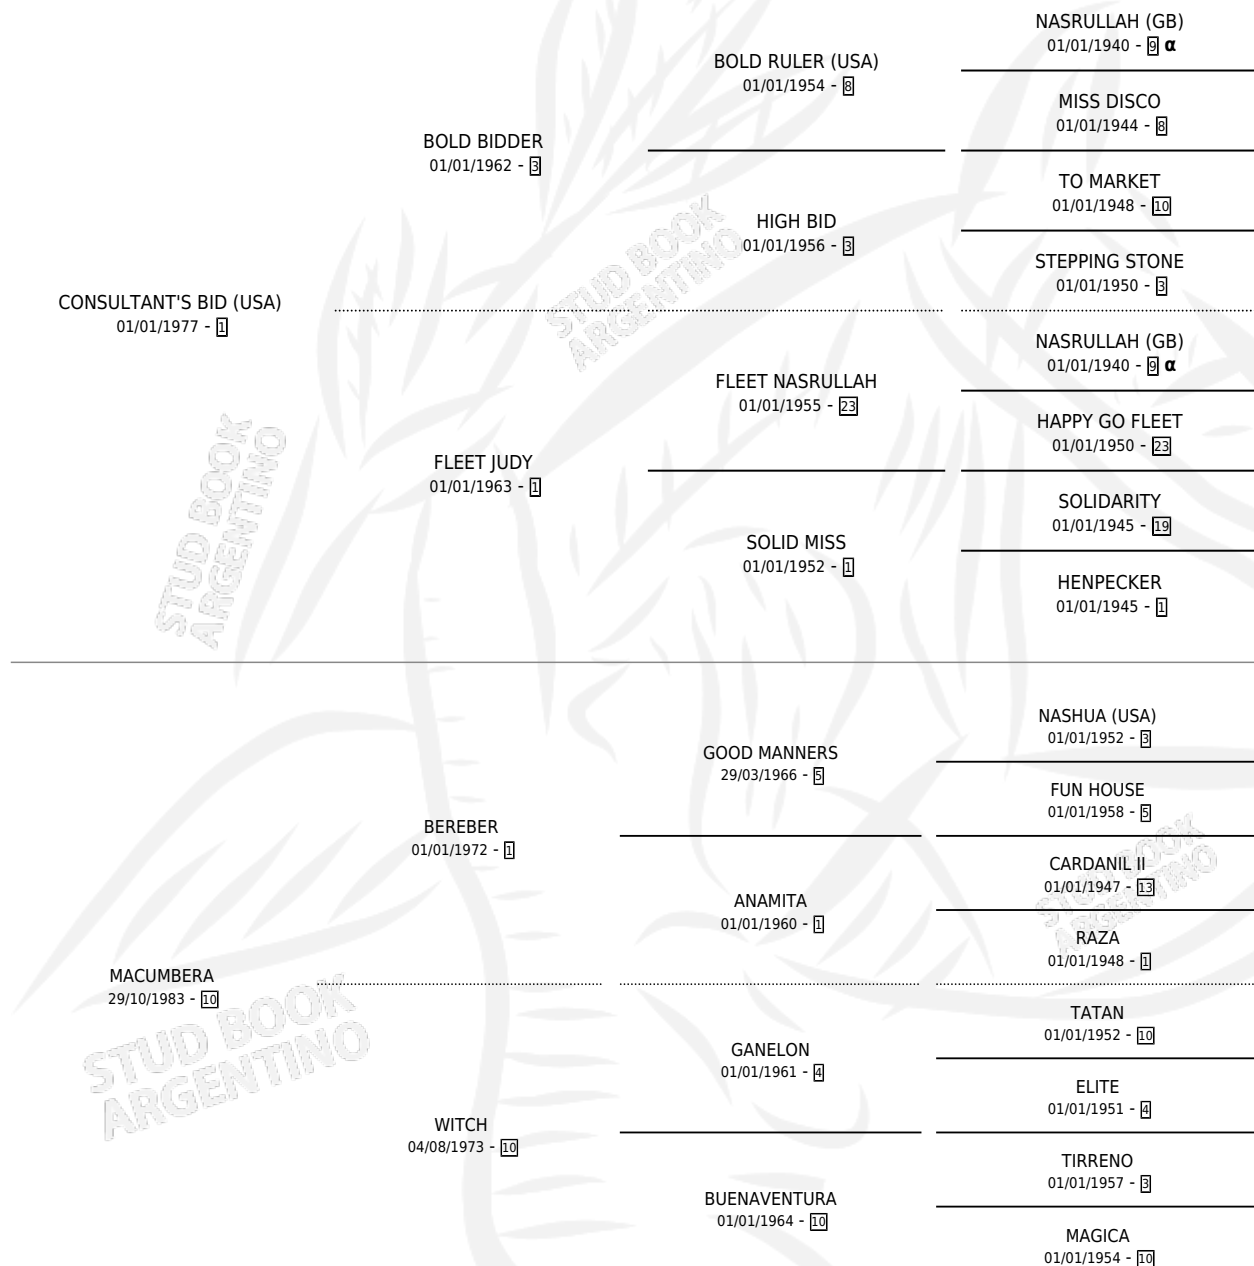 NASRULLAH (GB)
01/01/1940 - 9 α
BOLD RULER (USA)
01/01/1954 - 8
MISS DISCO
01/01/1944 - 8
BOLD BIDDER
01/01/1962 - 3
TO MARKET
01/01/1948 - 10
HIGH BID
01/01/1956 - 3
STEPPING STONE
01/01/1950 - 3
CONSULTANT'S BID (USA)
01/01/1977 - 1
NASRULLAH (GB)
01/01/1940 - 9 α
FLEET NASRULLAH
01/01/1955 - 23
HAPPY GO FLEET
01/01/1950 - 23
FLEET JUDY
01/01/1963 - 1
SOLIDARITY
01/01/1945 - 19
SOLID MISS
01/01/1952 - 1
HENPECKER
01/01/1945 - 1
NASHUA (USA)
01/01/1952 - 3
GOOD MANNERS
29/03/1966 - 5
FUN HOUSE
01/01/1958 - 5
BEREBER
01/01/1972 - 1
CARDANIL II
01/01/1947 - 13
ANAMITA
01/01/1960 - 1
RAZA
01/01/1948 - 1
MACUMBERA
29/10/1983 - 10
TATAN
01/01/1952 - 10
GANELON
01/01/1961 - 4
ELITE
01/01/1951 - 4
WITCH
04/08/1973 - 10
TIRRENO
01/01/1957 - 3
BUENAVENTURA
01/01/1964 - 10
MAGICA
01/01/1954 - 10
STUD BOOK
ARGENTINO
STUD BOOK
ARGENTINO
STUD BOOK
ARGENTINO
STUD BOOK
ARGENTINO